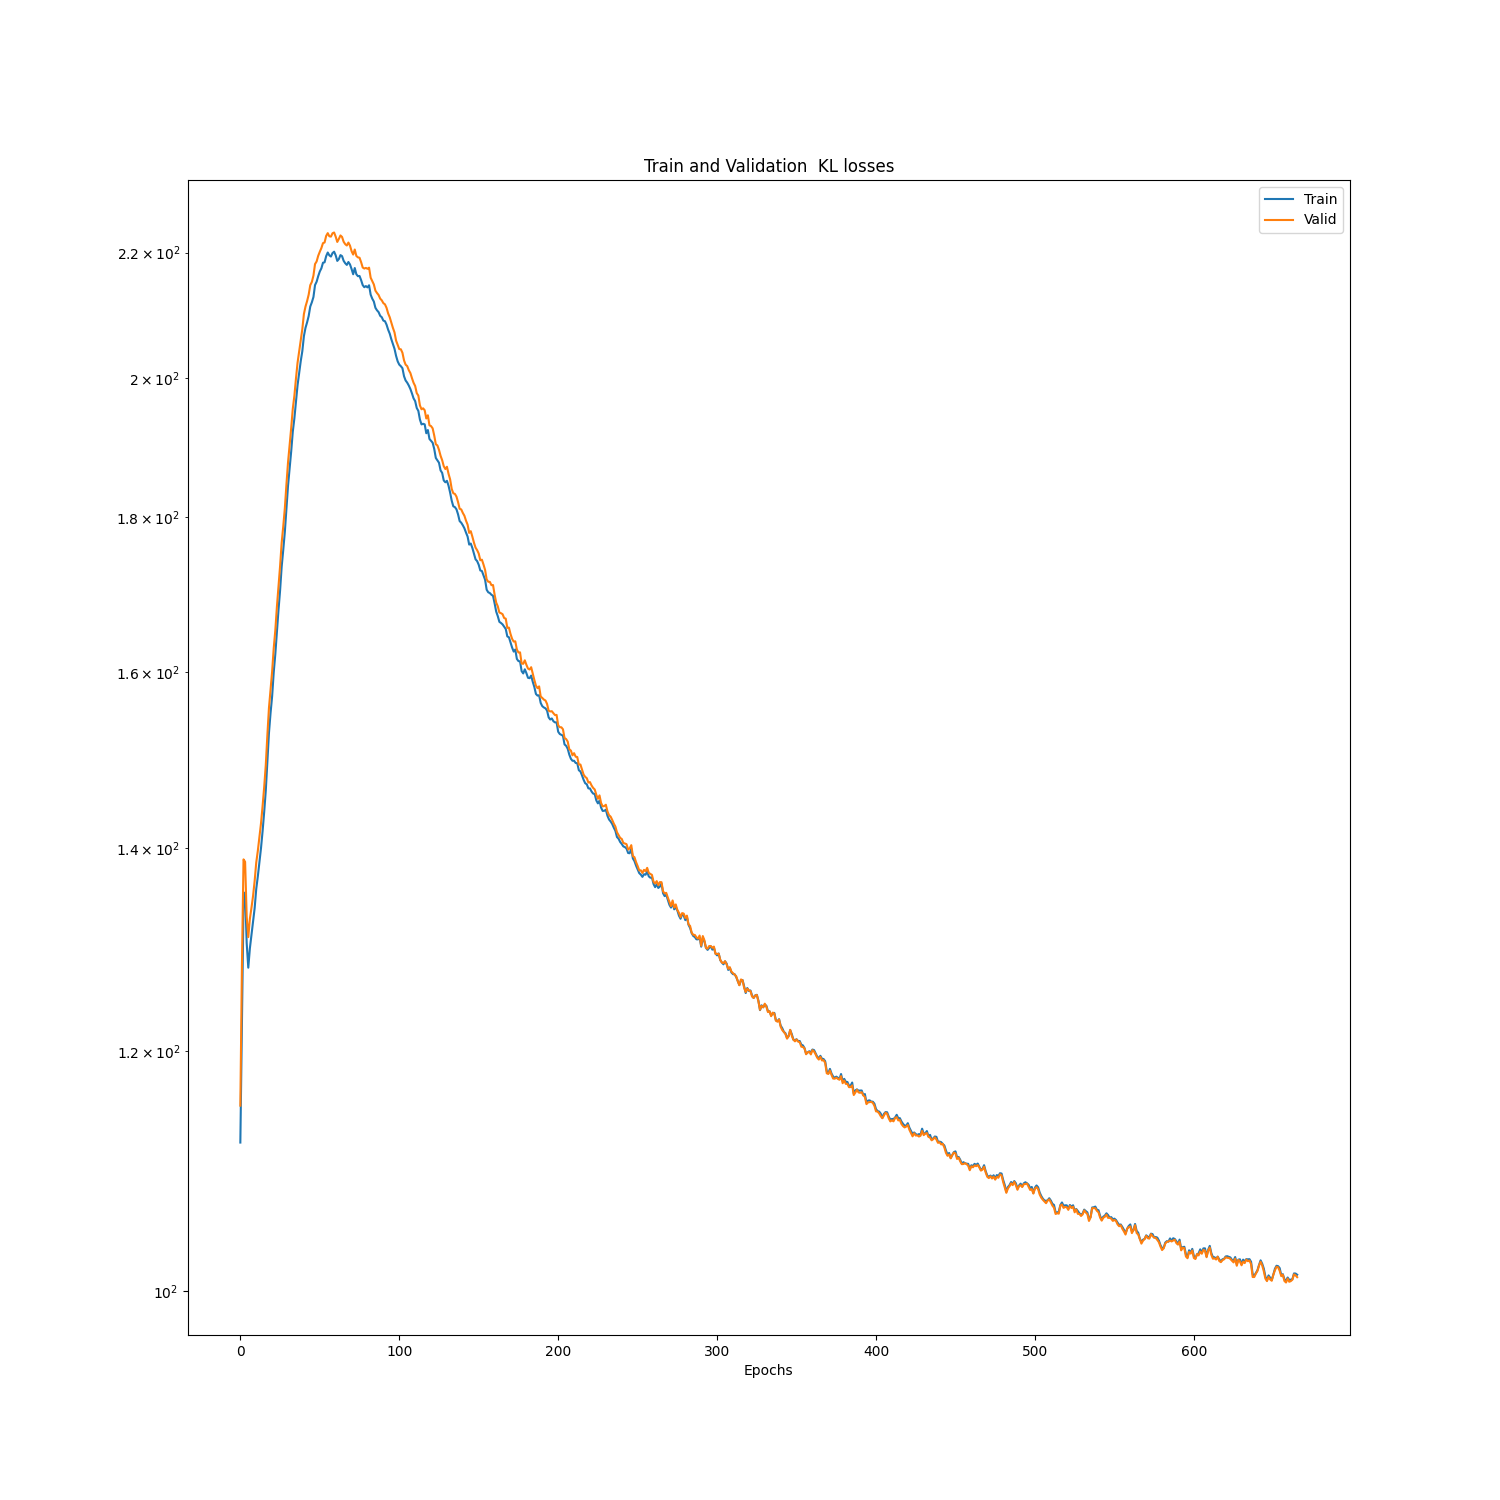 Train and Validation  KL losses
Train
Valid
2.2 × 10²
2 × 10²
1.8 × 10²
1.6 × 10²
1.4 × 10²
1.2 × 10²
10²
0 100 200 300 400 500 600
Epochs